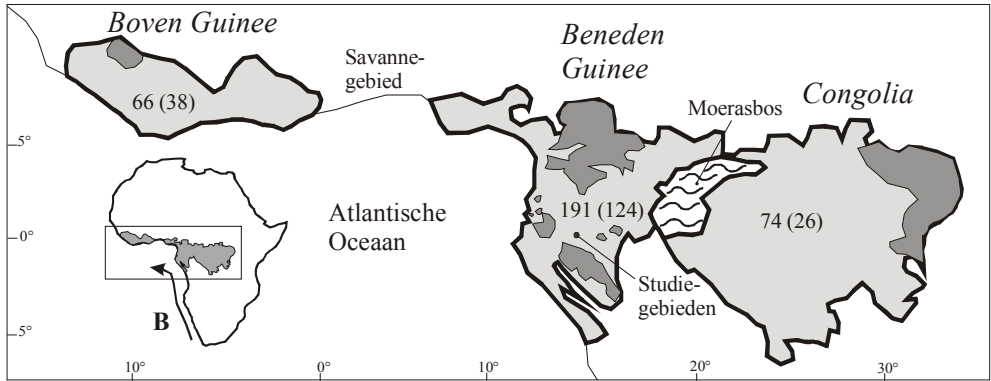 Boven Guinee
Savanne-
gebied
66 (38)
Beneden
Guinee
Moerasbos
Congolia
5°
0°
5°
Atlantische
Oceaan
191 (124)
74 (26)
Studie-
gebieden
B
10°
0°
10°
20°
30°